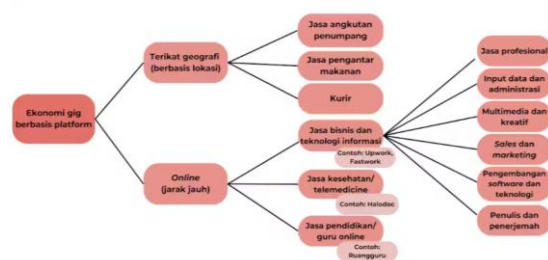 Ekonomi gig
berbasis platform
Terikat geografi
(berbasis lokasi)
Online
(jarak jauh)
Jasa angkutan
penumpang
Jasa pengantar
makanan
Kurir
Jasa bisnis dan
teknologi informasi
Contoh: Upwork,
Fastwork
Jasa kesehatan/
telemedicine
Contoh: Halodoc
Jasa pendidikan/
guru online
Contoh:
Ruangguru
Jasa profesional
Input data dan
administrasi
Multimedia dan
kreatif
Sales dan
marketing
Pengembangan
software dan
teknologi
Penulis dan
penerjemah